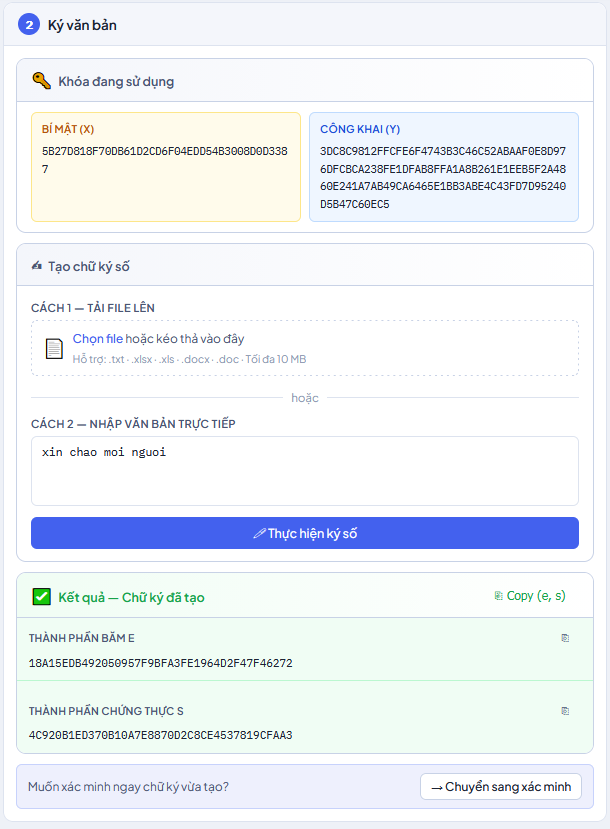 2 Ký văn bản
Khóa đang sử dụng
BÍ MẬT (X)
5B27D818F70DB61D2CD6F04EDD54B3008D0D338
7
CÔNG KHAI (Y)
3DC8C9812FFCFE6F4743B3C46C52ABAAF0E8D97
6DFCBCA238FE1DFAB8FFA1A8B261E1EEB5F2A48
60E241A7AB49CA6465E1BB3ABE4C43FD7D95240
D5B47C60EC5
Tạo chữ ký số
CÁCH 1 — TẢI FILE LÊN
Chọn file hoặc kéo thả vào đây
Hỗ trợ: .txt · .xlsx · .xls · .docx · .doc · Tối đa 10 MB
hoặc
CÁCH 2 — NHẬP VĂN BẢN TRỰC TIẾP
xin chao moi nguoi
Thực hiện ký số
Kết quả — Chữ ký đã tạo
Copy (e, s)
THÀNH PHẦN BĂM E
18A15EDB492050957F9BFA3FE1964D2F47F46272
THÀNH PHẦN CHỨNG THỰC S
4C920B1ED370B10A7E8870D2C8CE4537819CFAA3
Muốn xác minh ngay chữ ký vừa tạo?
→ Chuyển sang xác minh